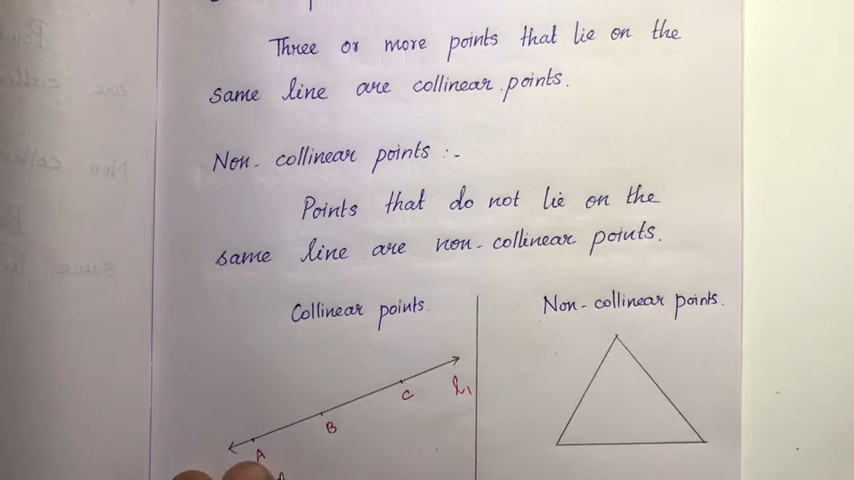 Three or more points that lie on the
same line are collinear points.
Non-collinear points :-
Points that do not lie on the
same line are non-collinear points.
Collinear points.
Non-collinear points.
A
B
C
l₁